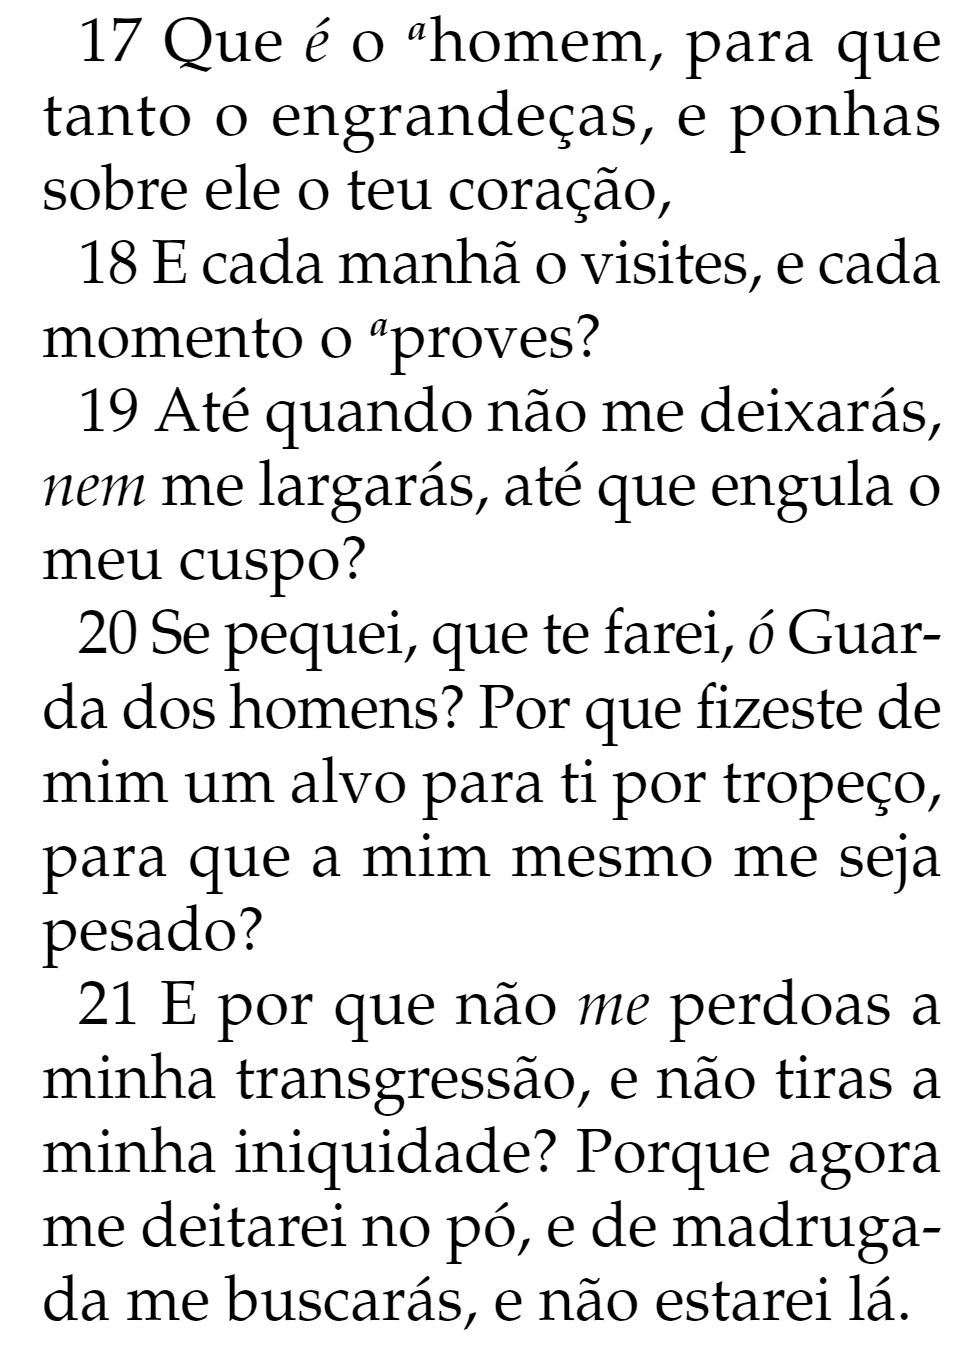 17 Que é o ᵃhomem, para que
tanto o engrandeças, e ponhas
sobre ele o teu coração,
18 E cada manhã o visites, e cada
momento o ᵃproves?
19 Até quando não me deixarás,
nem me largarás, até que engula o
meu cuspo?
20 Se pequei, que te farei, ó Guar-
da dos homens? Por que fizeste de
mim um alvo para ti por tropeço,
para que a mim mesmo me seja
pesado?
21 E por que não me perdoas a
minha transgressão, e não tiras a
minha iniquidade? Porque agora
me deitarei no pó, e de madruga-
da me buscarás, e não estarei lá.